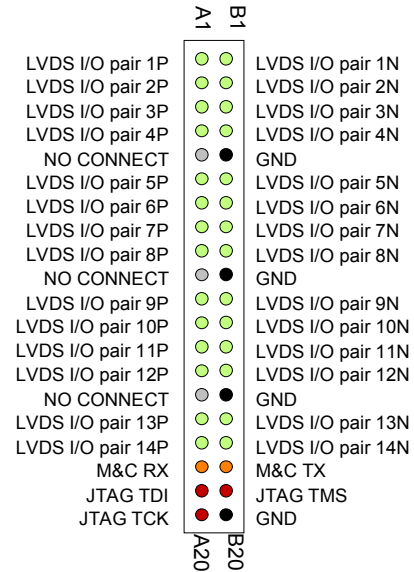 A1 B1
LVDS I/O pair 1P LVDS I/O pair 1N
LVDS I/O pair 2P LVDS I/O pair 2N
LVDS I/O pair 3P LVDS I/O pair 3N
LVDS I/O pair 4P LVDS I/O pair 4N
NO CONNECT GND
LVDS I/O pair 5P LVDS I/O pair 5N
LVDS I/O pair 6P LVDS I/O pair 6N
LVDS I/O pair 7P LVDS I/O pair 7N
LVDS I/O pair 8P LVDS I/O pair 8N
NO CONNECT GND
LVDS I/O pair 9P LVDS I/O pair 9N
LVDS I/O pair 10P LVDS I/O pair 10N
LVDS I/O pair 11P LVDS I/O pair 11N
LVDS I/O pair 12P LVDS I/O pair 12N
NO CONNECT GND
LVDS I/O pair 13P LVDS I/O pair 13N
LVDS I/O pair 14P LVDS I/O pair 14N
M&C RX M&C TX
JTAG TDI JTAG TMS
JTAG TCK GND
A20 B20